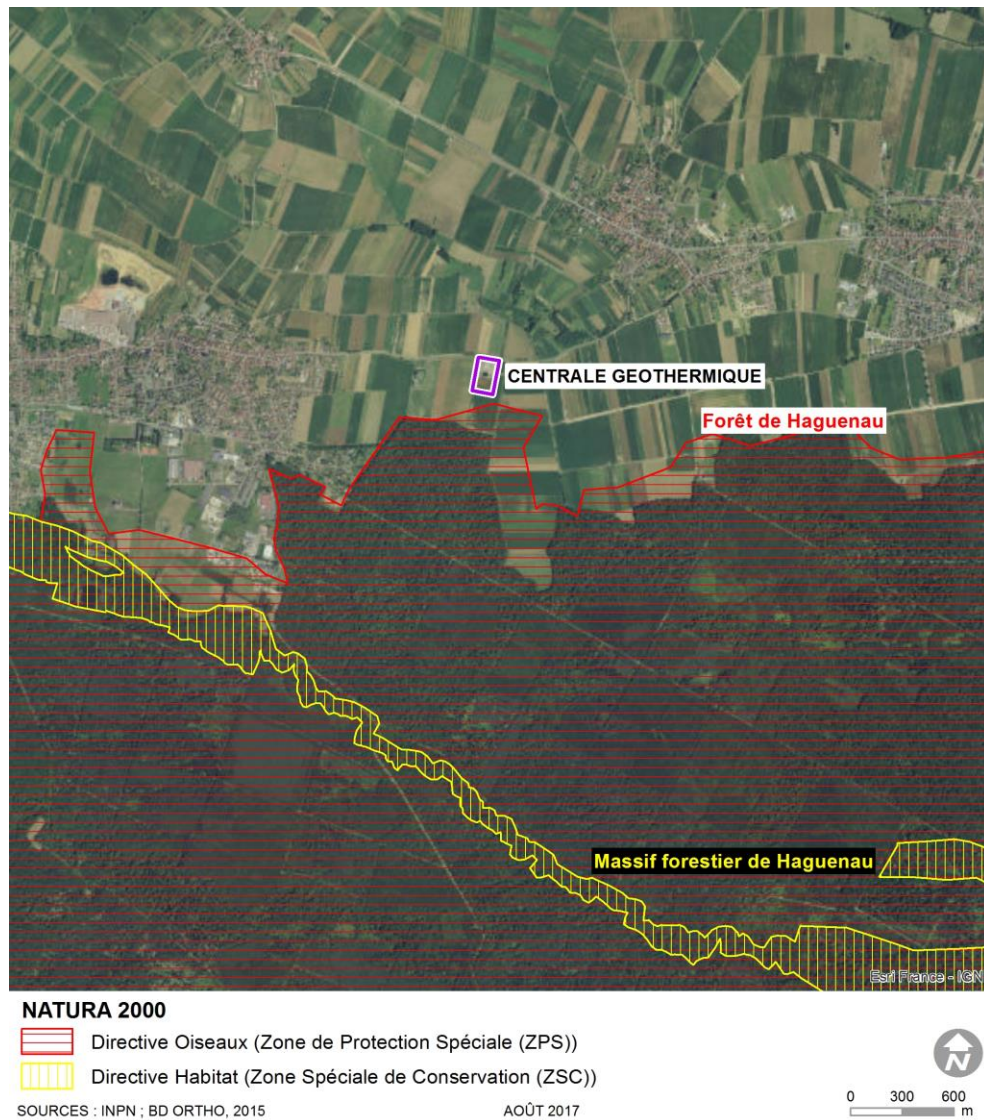 CENTRALE GEOTHERMIQUE
Forêt de Haguenau
Massif forestier de Haguenau
Esri France - IGN
NATURA 2000
Directive Oiseaux (Zone de Protection Spéciale (ZPS))
Directive Habitat (Zone Spéciale de Conservation (ZSC))
N
SOURCES : INPN ; BD ORTHO, 2015
AOÛT 2017
0 300 600
m